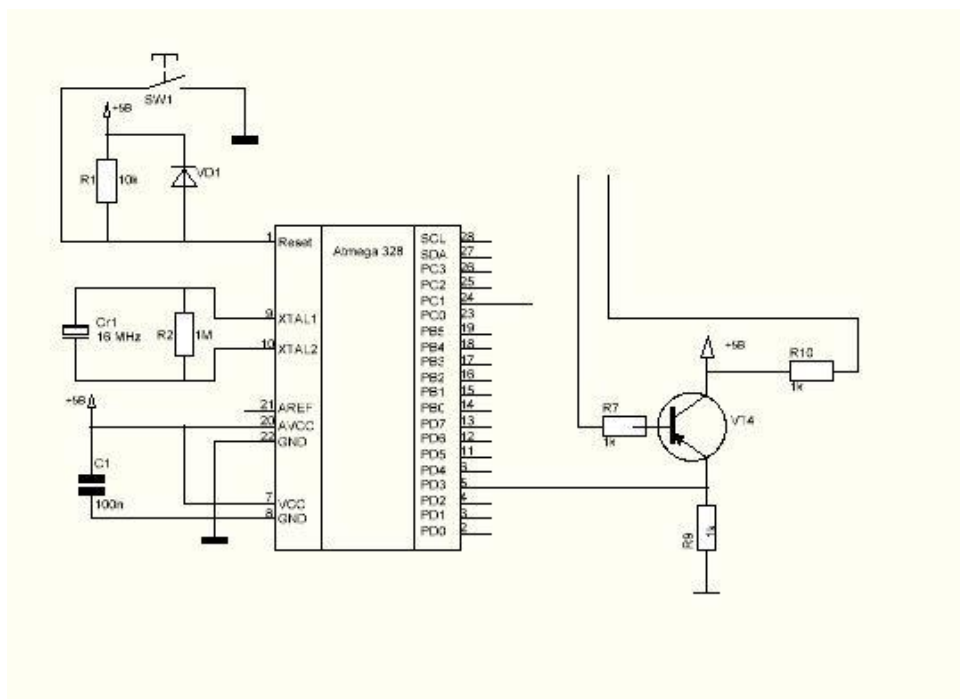 SW1
+5В
R1
10k
VD1
1
Reset
Atmega 328
Cr1
16 MHz
R2
1M
9
XTAL1
10
XTAL2
+5В
21
AREF
20
AVCC
22
GND
C1
100n
7
VCC
8
GND
SCL
28
SDA
27
PC3
26
PC2
25
PC1
24
PC0
23
PB5
19
PB4
18
PB3
17
PB2
16
PB1
15
PB0
14
PD7
13
PD6
12
PD5
11
PD4
6
PD3
5
PD2
4
PD1
3
PD0
2
+5В
R10
1k
R7
1k
VT4
R9
1k